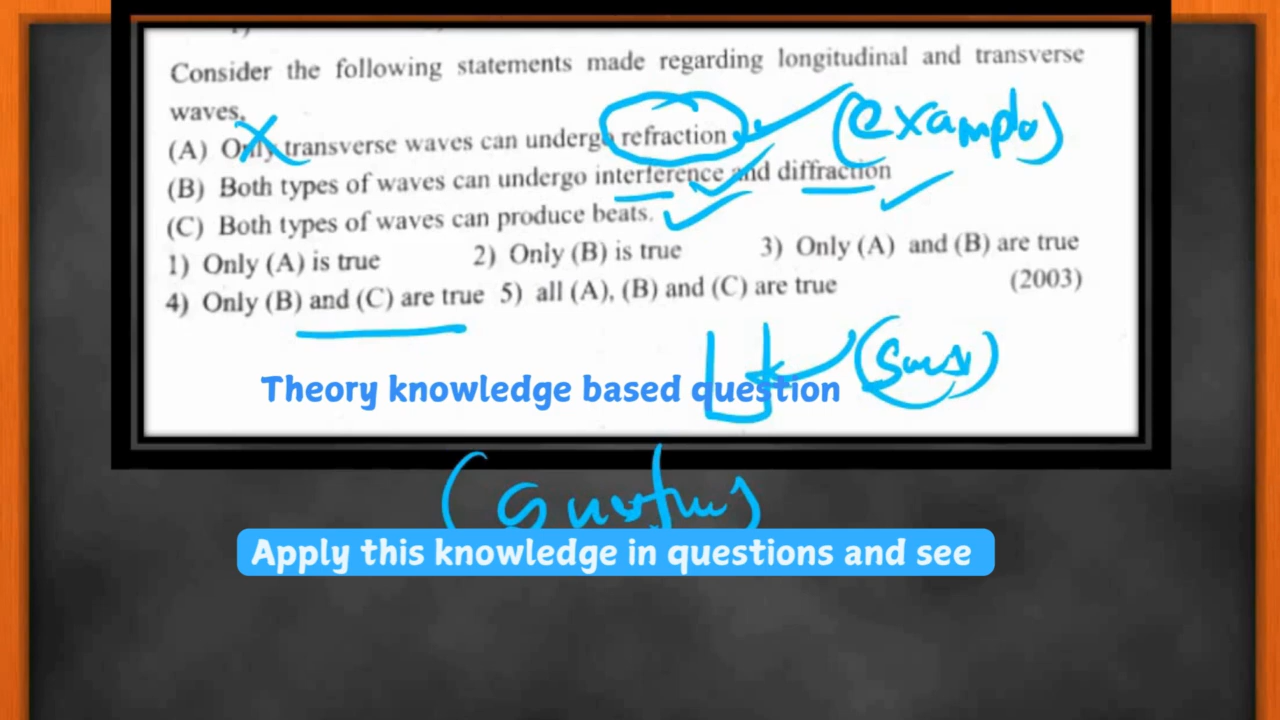 Consider the following statements made regarding longitudinal and transverse
waves.
(A) Only transverse waves can undergo refraction
(example)
(B) Both types of waves can undergo interference and diffraction
(C) Both types of waves can produce beats.
1) Only (A) is true 2) Only (B) is true 3) Only (A) and (B) are true
4) Only (B) and (C) are true 5) all (A), (B) and (C) are true (2003)
Theory knowledge based question
Apply this knowledge in questions and see